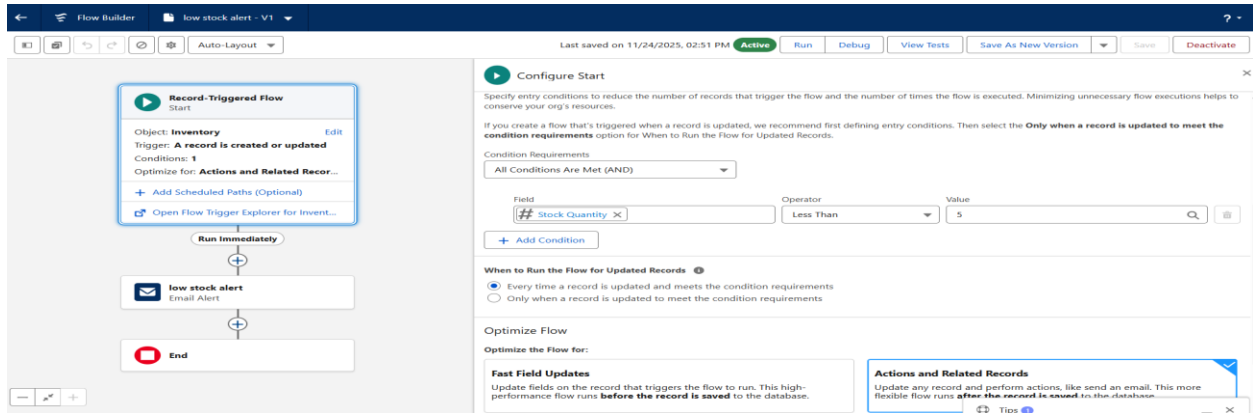 Flow Builder
low stock alert - V1
?
Auto-Layout
Last saved on 11/24/2025, 02:51 PM
Active
Run
Debug
View Tests
Save As New Version
Save
Deactivate
Record-Triggered Flow
Start
Object: Inventory
Edit
Trigger: A record is created or updated
Conditions: 1
Optimize for: Actions and Related Recor...
+ Add Scheduled Paths (Optional)
Open Flow Trigger Explorer for Invent...
Run Immediately
low stock alert
Email Alert
End
Configure Start
Specify entry conditions to reduce the number of records that trigger the flow and the number of times the flow is executed. Minimizing unnecessary flow executions helps to
conserve your org's resources.
If you create a flow that's triggered when a record is updated, we recommend first defining entry conditions. Then select the Only when a record is updated to meet the
condition requirements option for When to Run the Flow for Updated Records.
Condition Requirements
All Conditions Are Met (AND)
Field
Operator
Value
Stock Quantity
Less Than
5
+ Add Condition
When to Run the Flow for Updated Records
Every time a record is updated and meets the condition requirements
Only when a record is updated to meet the condition requirements
Optimize Flow
Optimize the Flow for:
Fast Field Updates
Update fields on the record that triggers the flow to run. This high-
performance flow runs before the record is saved to the database.
Actions and Related Records
Update any record and perform actions, like send an email. This more
flexible flow runs after the record is saved to the database.
Tips 1